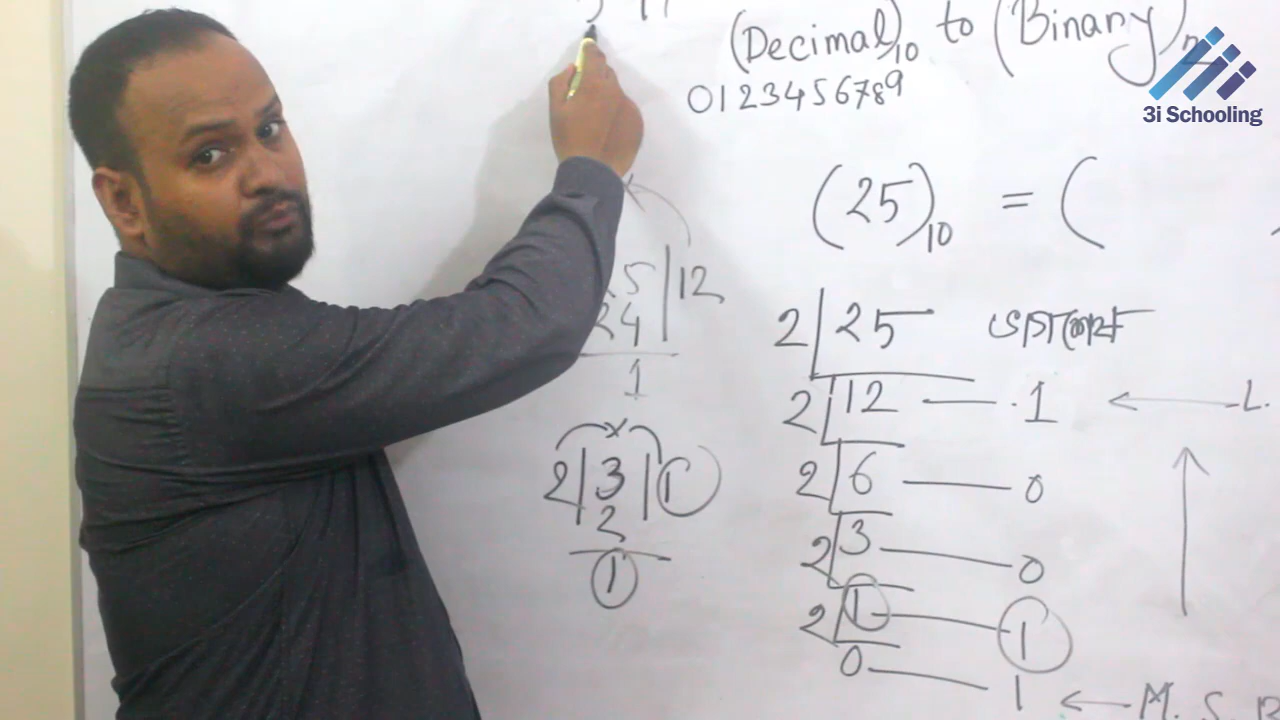 (Decimal)10 to (Binary)2
0123456789
3i Schooling
(25)10 = (
25 | 12
24
1
2 | 3 | 1
2
1
2 | 25
2 | 12 — 1 ← L.
2 | 6 — 0
2 | 3 — 0
2 | 1 — 1
0 — 1 ← M. S. B